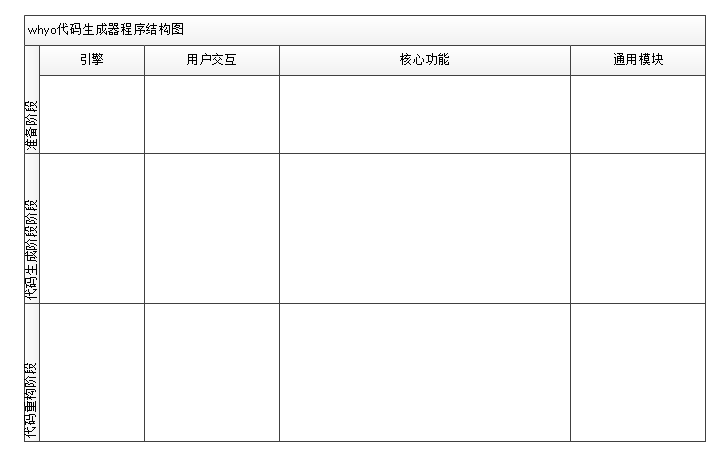 whyo代码生成器程序结构图
引擎
用户交互
核心功能
通用模块
准备阶段
代码生成阶段阶段
代码重构阶段